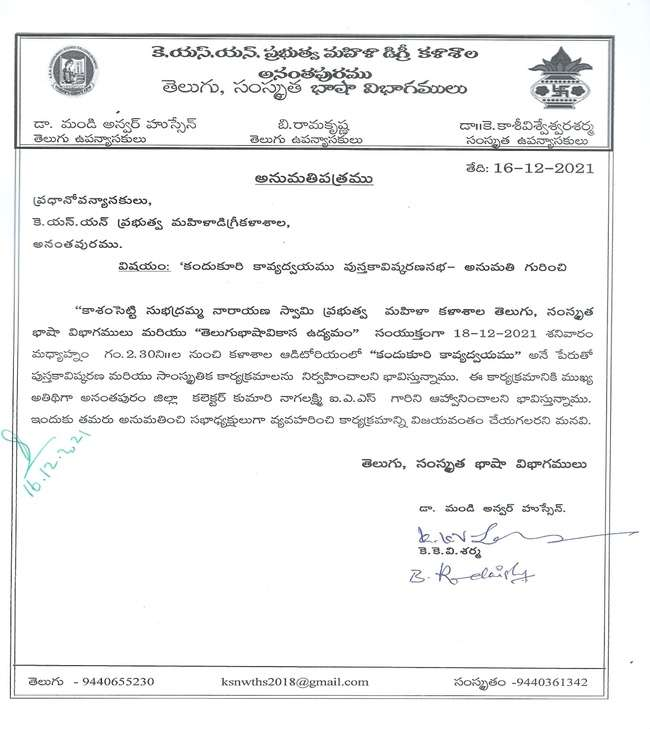 కె.యస్.యన్. ప్రభుత్వ మహిళా డిగ్రీ కళాశాల
అనంతపురము
తెలుగు, సంస్కృత భాషా విభాగములు
డా. మండి అన్వర్ హుస్సేన్ బి.రామకృష్ణ డా॥కె.కాశీవిశ్వేశ్వరశర్మ
తెలుగు ఉపన్యాసకులు తెలుగు ఉపన్యాసకులు సంస్కృత ఉపన్యాసకులు
తేది: 16-12-2021
అనుమతిపత్రము
ప్రధానోపన్యాసకులు,
కె.యస్.యన్ ప్రభుత్వ మహిళాడిగ్రీకళాశాల,
అనంతపురము.
విషయం: 'కందుకూరి కావ్యద్వయము పుస్తకావిష్కరణసభ– అనుమతి గురించి
"కాశంసెట్టి సుభద్రమ్మ నారాయణ స్వామి ప్రభుత్వ మహిళా కళాశాల తెలుగు, సంస్కృత
భాషా విభాగములు మరియు "తెలుగుభాషావికాస ఉద్యమం" సంయుక్తంగా 18-12-2021 శనివారం
మధ్యాహ్నం గం.2.30ని॥ల నుంచి కళాశాల ఆడిటోరియంలో "కందుకూరి కావ్యద్వయము" అనే పేరుతో
పుస్తకావిష్కరణ మరియు సాంస్కృతిక కార్యక్రమాలను నిర్వహించాలని భావిస్తున్నాము. ఈ కార్యక్రమానికి ముఖ్య
అతిథిగా అనంతపురం జిల్లా కలెక్టర్ కుమారి నాగలక్ష్మి ఐ.ఎ.ఎస్ గారిని ఆహ్వానించాలని భావిస్తున్నాము.
ఇందుకు తమరు అనుమతించి సభాధ్యక్షులుగా వ్యవహరించి కార్యక్రమాన్ని విజయవంతం చేయగలరని మనవి.
16.12.2021
తెలుగు, సంస్కృత భాషా విభాగములు
డా. మండి అన్వర్ హుస్సేన్.
కె.కె.వి.శర్మ
తెలుగు - 9440655230 ksnwths2018@gmail.com సంస్కృతం -9440361342